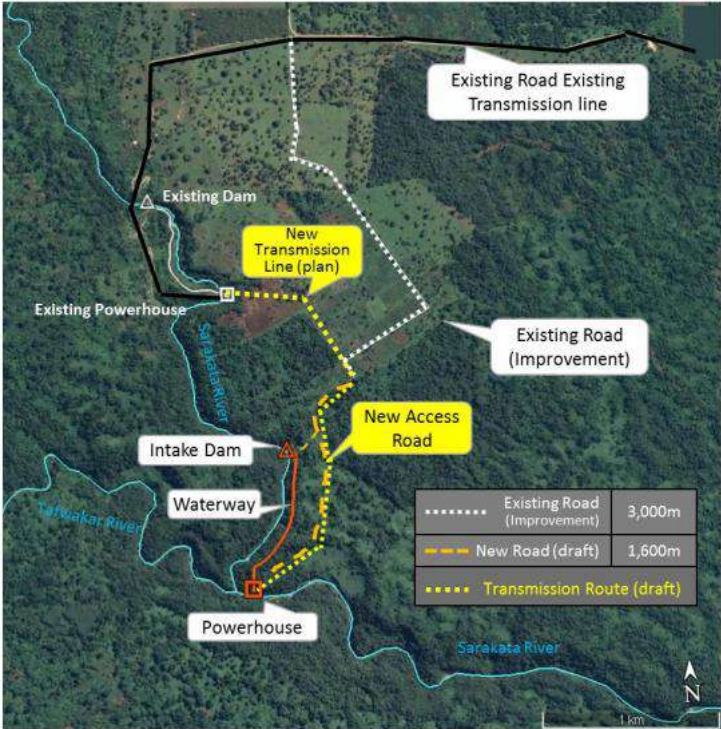 Existing Road Existing
Transmission line
Existing Dam
New
Transmission
Line (plan)
Existing Powerhouse
Existing Road
(Improvement)
Sarakata River
New Access
Road
Intake Dam
Waterway
Tafwakar River
Existing Road
(Improvement)
3,000m
New Road (draft)
1,600m
Transmission Route (draft)
Powerhouse
Sarakata River
N
1 km